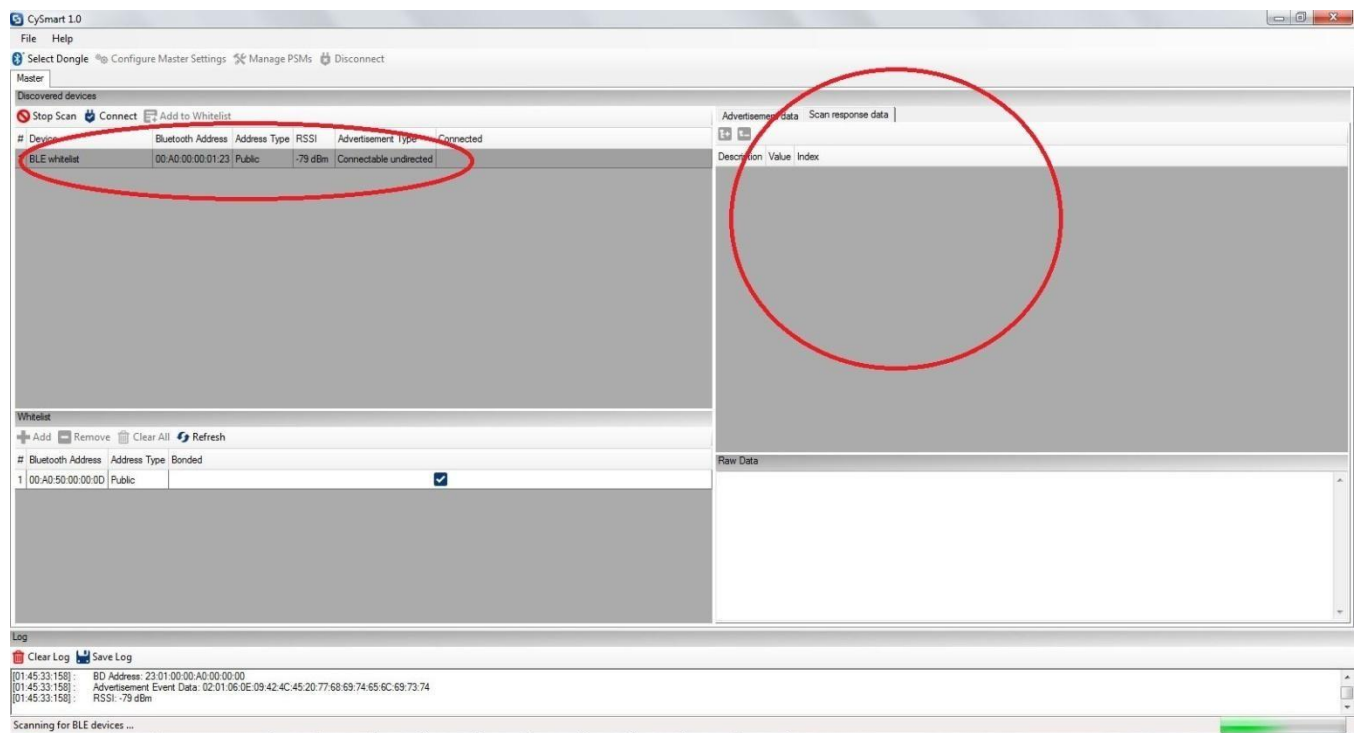 CySmart 1.0
File Help
Select Dongle Configure Master Settings Manage PSMs Disconnect
Master
Discovered devices
Stop Scan Connect Add to Whitelist
# Device Bluetooth Address Address Type RSSI Advertisement Type Connected
BLE whitelist 00:A0:00:00:01:23 Public -79 dBm Connectable undirected
Advertisement data Scan response data
Description Value Index
Whitelist
Add Remove Clear All Refresh
# Bluetooth Address Address Type Bonded
1 00:A0:50:00:00:0D Public
Raw Data
Log
Clear Log Save Log
[01:45:33:158] : BD Address: 23:01:00:00:A0:00:00:00
[01:45:33:158] : Advertisement Event Data: 02:01:06:0E:09:42:4C:45:20:77:68:69:74:65:6C:69:73:74
[01:45:33:158] : RSSI: -79 dBm
Scanning for BLE devices ...